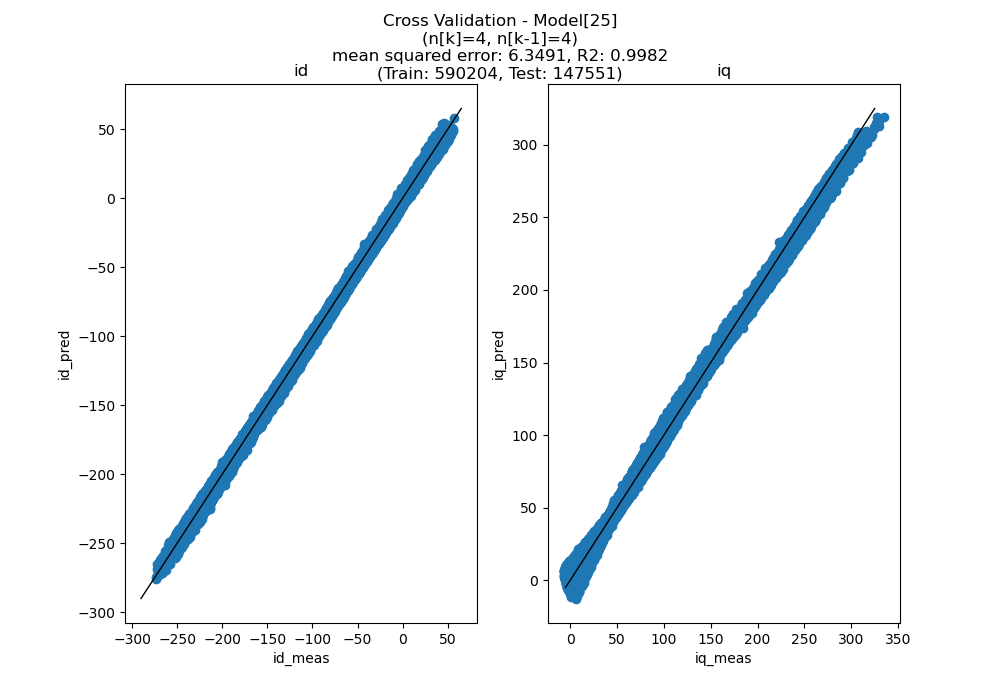 Cross Validation - Model[25]
(n[k]=4, n[k-1]=4)
mean squared error: 6.3491, R2: 0.9982
(Train: 590204, Test: 147551)
id
50
0
−50
−100
−150
−200
−250
−300
id_pred
−300 −250 −200 −150 −100 −50 0 50
id_meas
iq
300
250
200
150
100
50
0
iq_pred
0 50 100 150 200 250 300 350
iq_meas